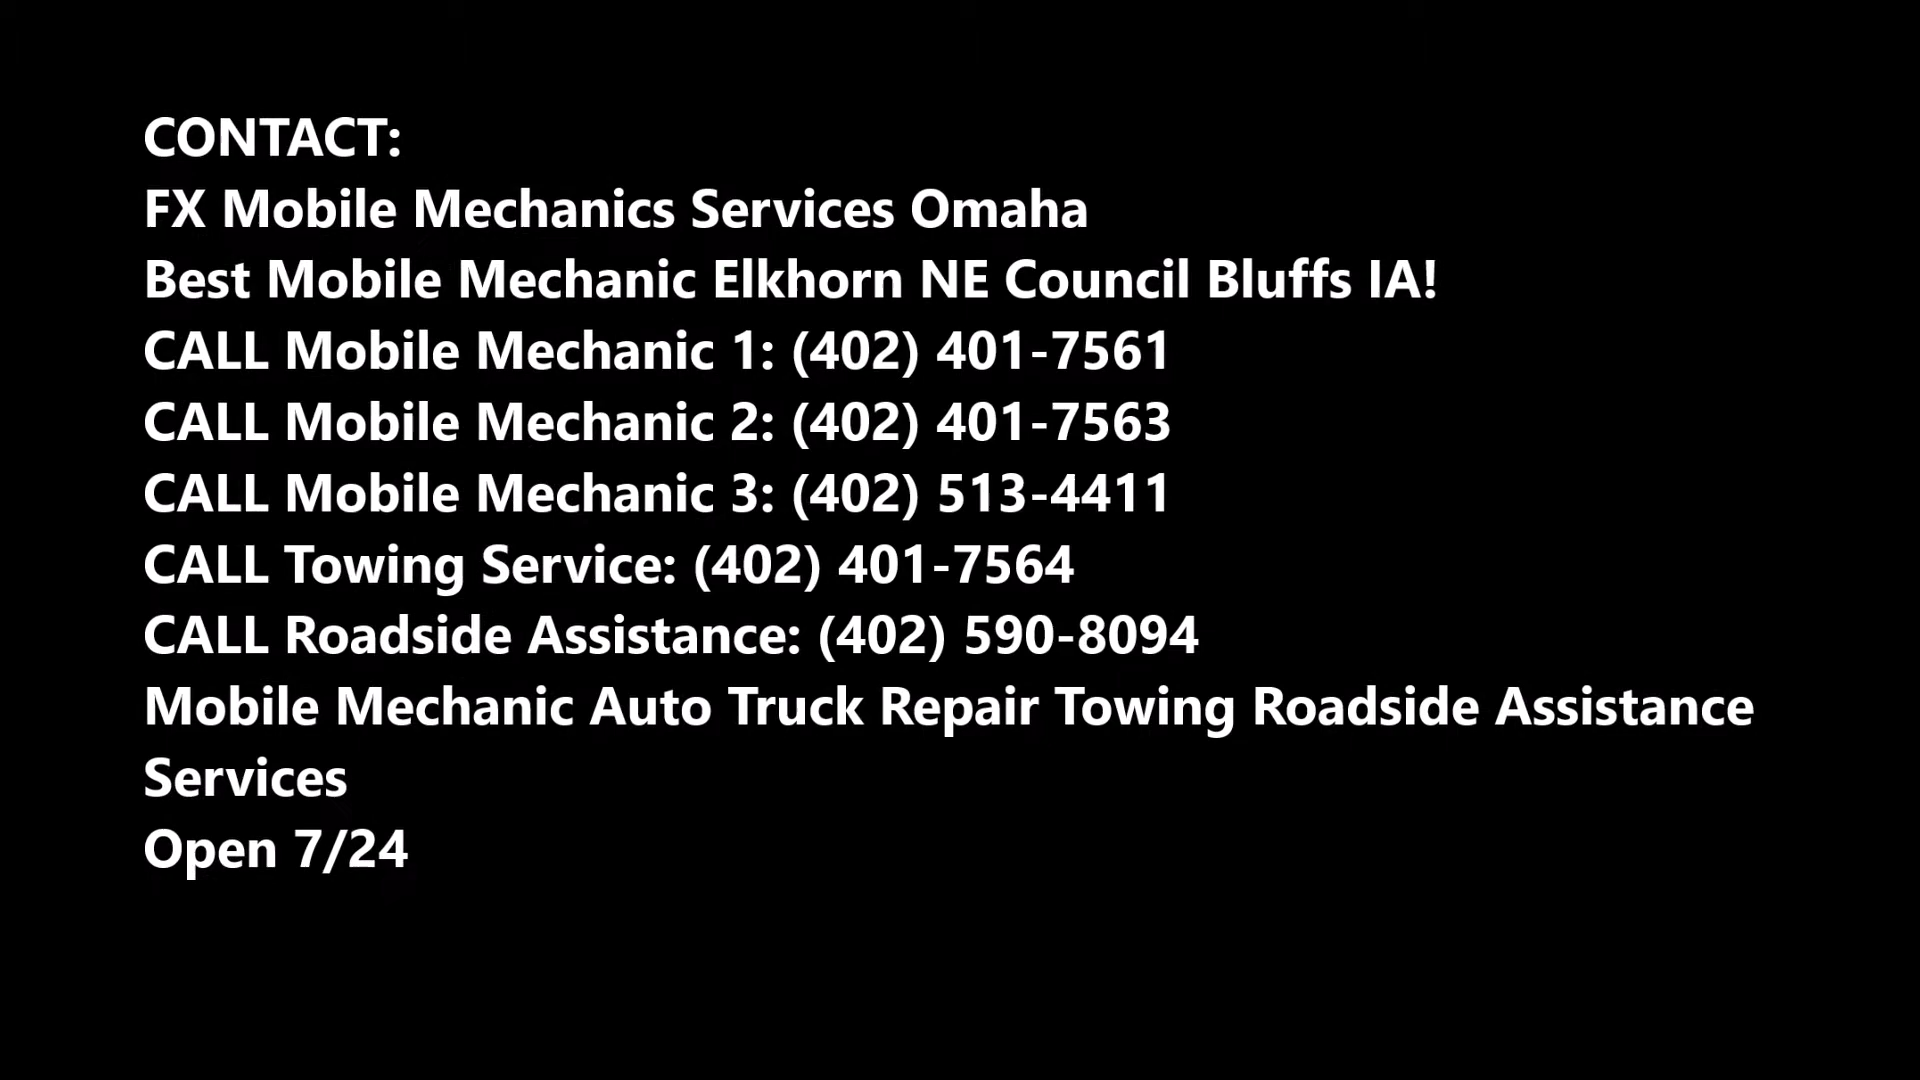 CONTACT:
FX Mobile Mechanics Services Omaha
Best Mobile Mechanic Elkhorn NE Council Bluffs IA!
CALL Mobile Mechanic 1: (402) 401-7561
CALL Mobile Mechanic 2: (402) 401-7563
CALL Mobile Mechanic 3: (402) 513-4411
CALL Towing Service: (402) 401-7564
CALL Roadside Assistance: (402) 590-8094
Mobile Mechanic Auto Truck Repair Towing Roadside Assistance
Services
Open 7/24